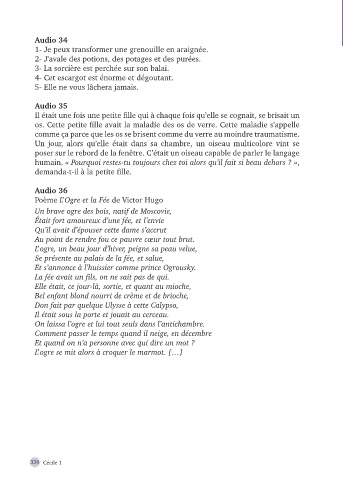 Audio 34
1- Je peux transformer une grenouille en araignée.
2- J'avale des potions, des potages et des purées.
3- La sorcière est perchée sur son balai.
4- Cet escargot est énorme et dégoutant.
5- Elle ne vous lâchera jamais.
Audio 35
Il était une fois une petite fille qui à chaque fois qu'elle se cognait, se brisait un
os. Cette petite fille avait la maladie des os de verre. Cette maladie s'appelle
comme ça parce que les os se brisent comme du verre au moindre traumatisme.
Un jour, alors qu'elle était dans sa chambre, un oiseau multicolore vint se
poser sur le rebord de la fenêtre. C'était un oiseau capable de parler le langage
humain. « Pourquoi restes-tu toujours chez toi alors qu'il fait si beau dehors ? »,
demanda-t-il à la petite fille.
Audio 36
Poème L'Ogre et la Fée de Victor Hugo
Un brave ogre des bois, natif de Moscovie,
Était fort amoureux d'une fée, et l'envie
Qu'il avait d'épouser cette dame s'accrut
Au point de rendre fou ce pauvre cœur tout brut.
L'ogre, un beau jour d'hiver, peigne sa peau velue,
Se présente au palais de la fée, et salue,
Et s'annonce à l'huissier comme prince Ogrousky.
La fée avait un fils, on ne sait pas de qui.
Elle était, ce jour-là, sortie, et quant au mioche,
Bel enfant blond nourri de crème et de brioche,
Don fait par quelque Ulysse à cette Calypso,
Il était sous la porte et jouait au cerceau.
On laissa l'ogre et lui tout seuls dans l'antichambre.
Comment passer le temps quand il neige, en décembre
Et quand on n'a personne avec qui dire un mot ?
L'ogre se mit alors à croquer le marmot. […]
336 Cécile 1